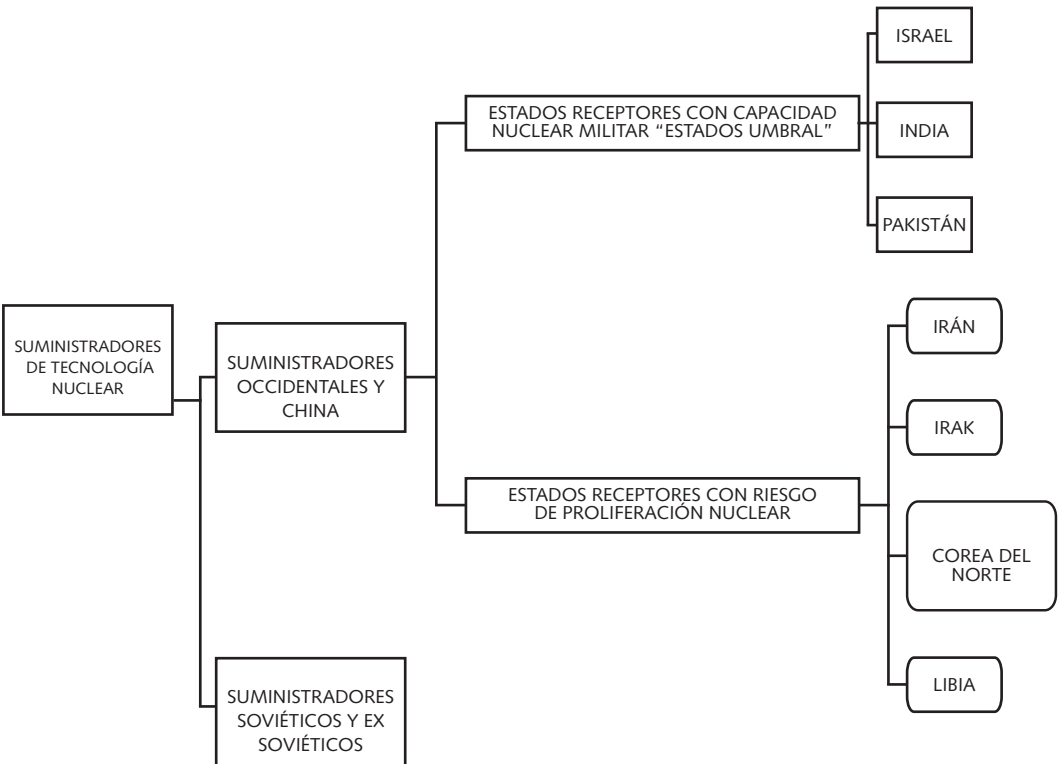 SUMINISTRADORES
DE TECNOLOGÍA
NUCLEAR
SUMINISTRADORES
OCCIDENTALES Y
CHINA
SUMINISTRADORES
SOVIÉTICOS Y EX
SOVIÉTICOS
ESTADOS RECEPTORES CON CAPACIDAD
NUCLEAR MILITAR “ESTADOS UMBRAL”
ISRAEL
INDIA
PAKISTÁN
ESTADOS RECEPTORES CON RIESGO
DE PROLIFERACIÓN NUCLEAR
IRÁN
IRAK
COREA DEL
NORTE
LIBIA